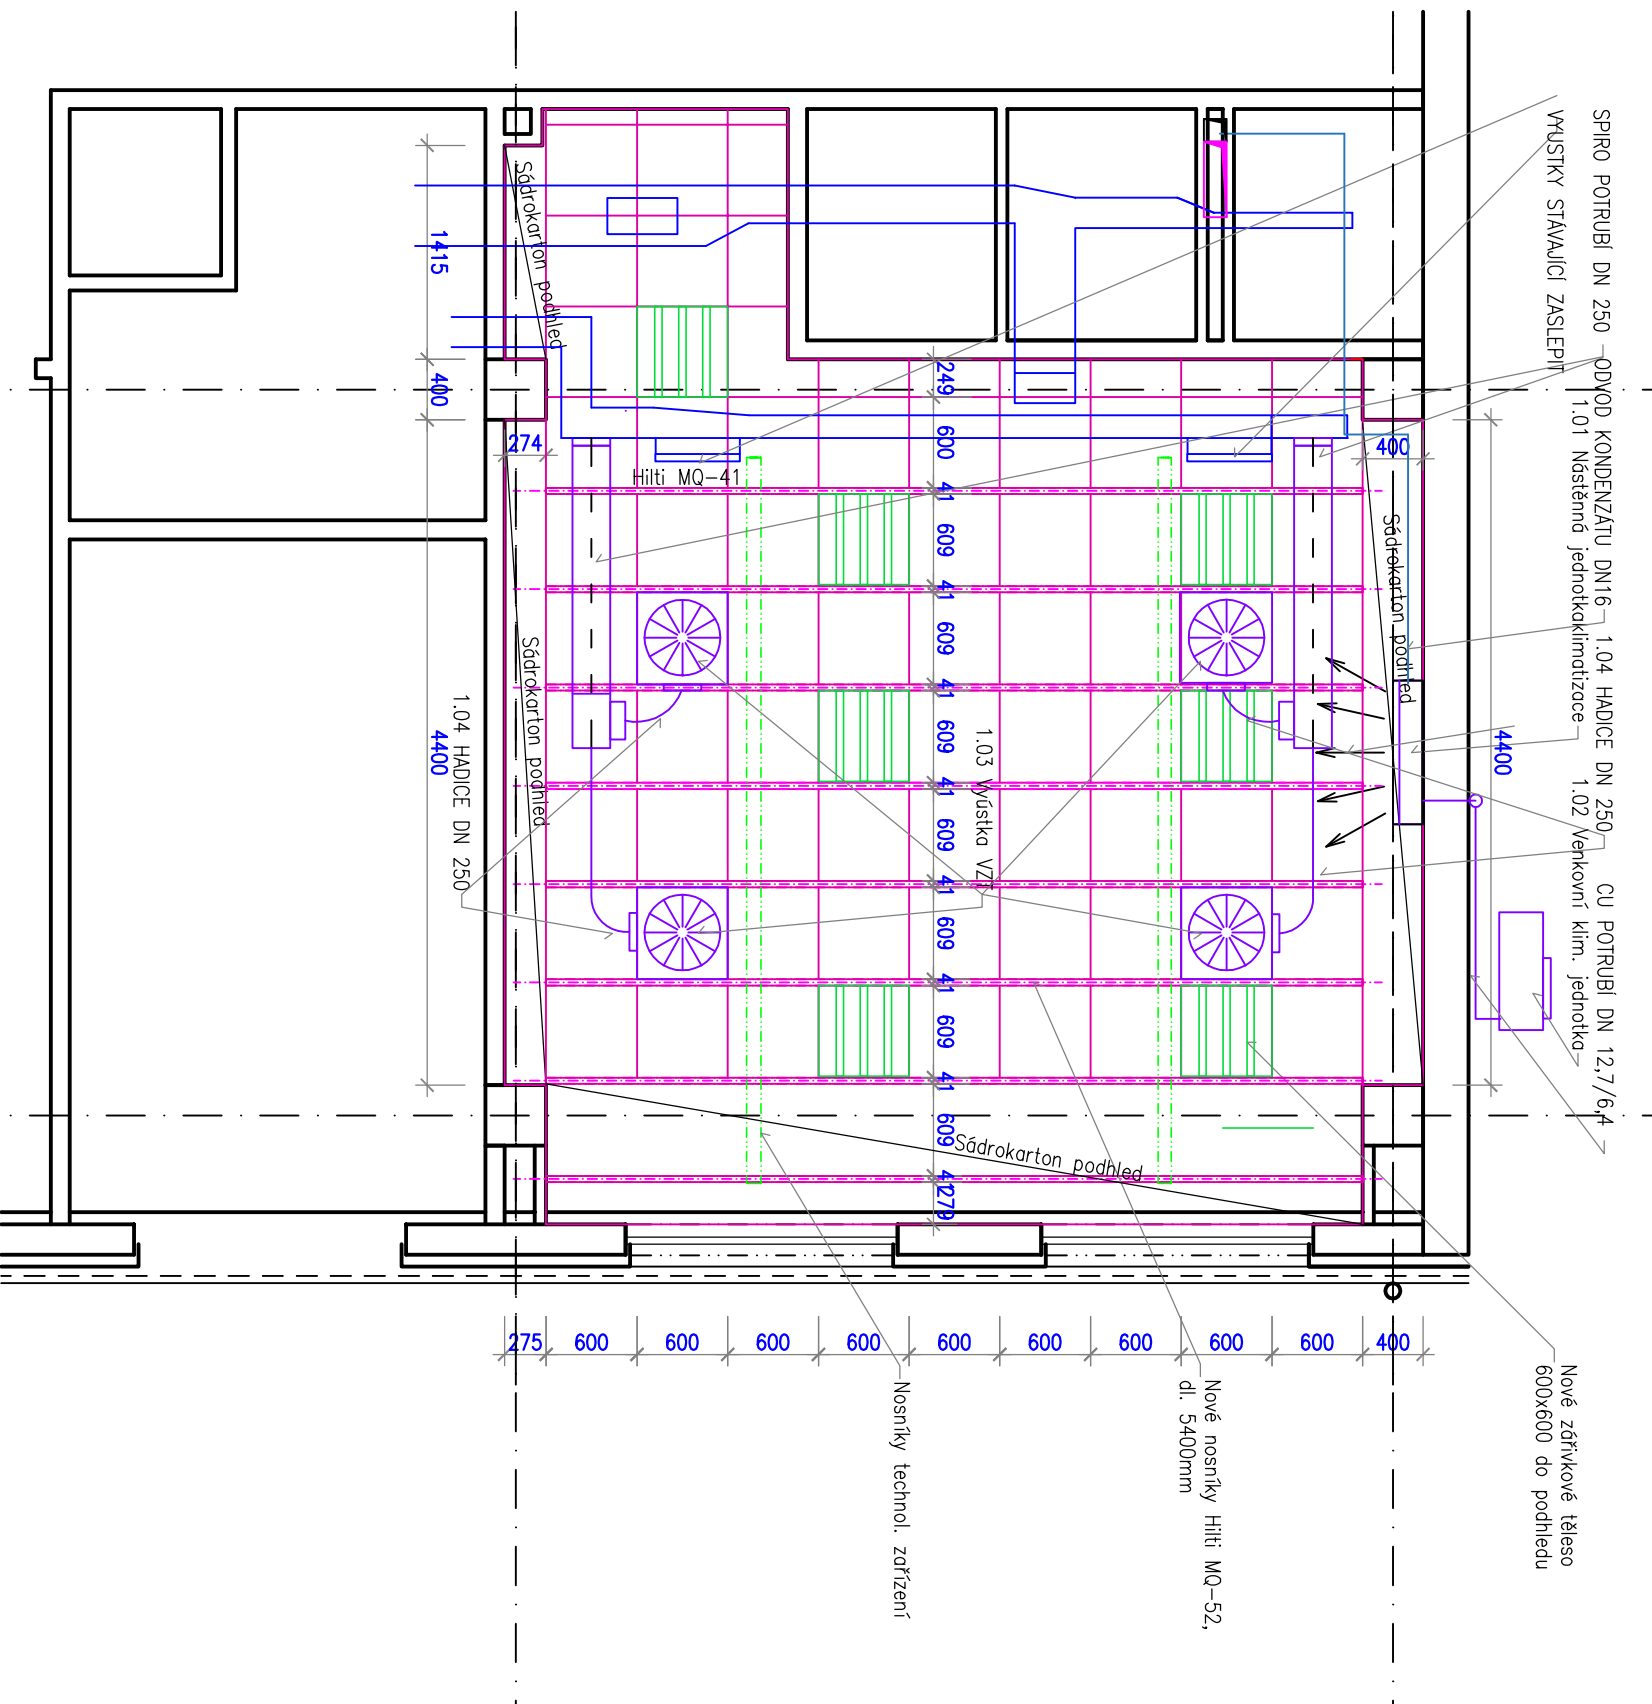 SPIRO POTRUBÍ DN 250
ODVOD KONDENZÁTU DN16
1.04 HADICE DN 250
CU POTRUBÍ DN 12,7/6,4
VYUSTKY STÁVAJÍCÍ ZASLEPIT
1.01 Nástěnná jednotkaklimatizace
1.02 Venkovní klim. jednotka
4400
Sádrokarton podhled
400
Sádrokarton podhled
1415
400
274
Hilti MQ-41
249
600
41
609
41
609
41
609
41
609
41
609
41
609
41
609
41
279
1.03 Vyústka VZT
Sádrokarton podhled
1.04 HADICE DN 250
4400
Sádrokarton podhled
275
600
600
600
600
600
600
600
600
600
400
Nové zářivkové těleso
600x600 do podhledu
Nové nosníky Hilti MQ-52,
dl. 5400mm
Nosníky technol. zařízení